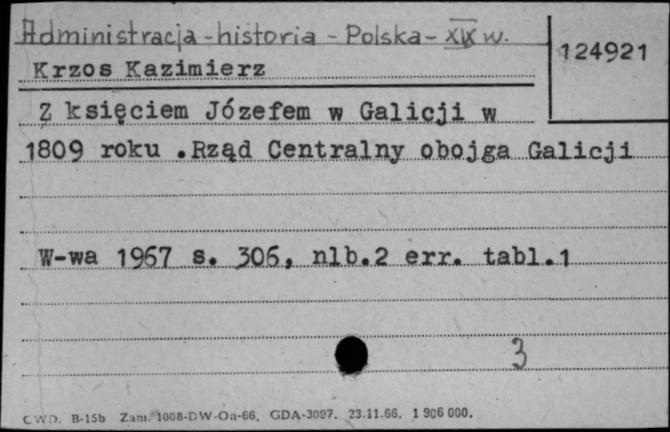 Administracja - historia - Polska - XIX w.
124921
Krzos Kazimierz
Z księciem Józefem w Galicji w
1809 roku .Rząd Centralny obojga Galicji
W-wa 1967 s. 306, nlb.2 err. tabl.1
3
CWD. B-15b Zam. 1008-DW-Oa-66. GDA-3097. 23.11.66. 1 906 000.